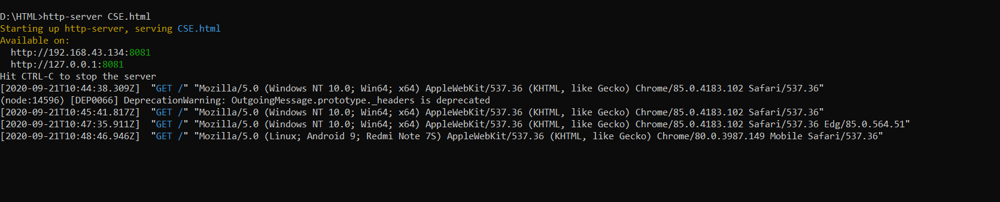 D:\HTML>http-server CSE.html
Starting up http-server, serving CSE.html
Available on:
  http://192.168.43.134:8081
  http://127.0.0.1:8081
Hit CTRL-C to stop the server
[2020-09-21T10:44:38.309Z]  "GET /" "Mozilla/5.0 (Windows NT 10.0; Win64; x64) AppleWebKit/537.36 (KHTML, like Gecko) Chrome/85.0.4183.102 Safari/537.36"
(node:14596) [DEP0066] DeprecationWarning: OutgoingMessage.prototype._headers is deprecated
[2020-09-21T10:45:41.817Z]  "GET /" "Mozilla/5.0 (Windows NT 10.0; Win64; x64) AppleWebKit/537.36 (KHTML, like Gecko) Chrome/85.0.4183.102 Safari/537.36"
[2020-09-21T10:47:35.911Z]  "GET /" "Mozilla/5.0 (Windows NT 10.0; Win64; x64) AppleWebKit/537.36 (KHTML, like Gecko) Chrome/85.0.4183.102 Safari/537.36 Edg/85.0.564.51"
[2020-09-21T10:48:46.946Z]  "GET /" "Mozilla/5.0 (Linux; Android 9; Redmi Note 7S) AppleWebKit/537.36 (KHTML, like Gecko) Chrome/80.0.3987.149 Mobile Safari/537.36"